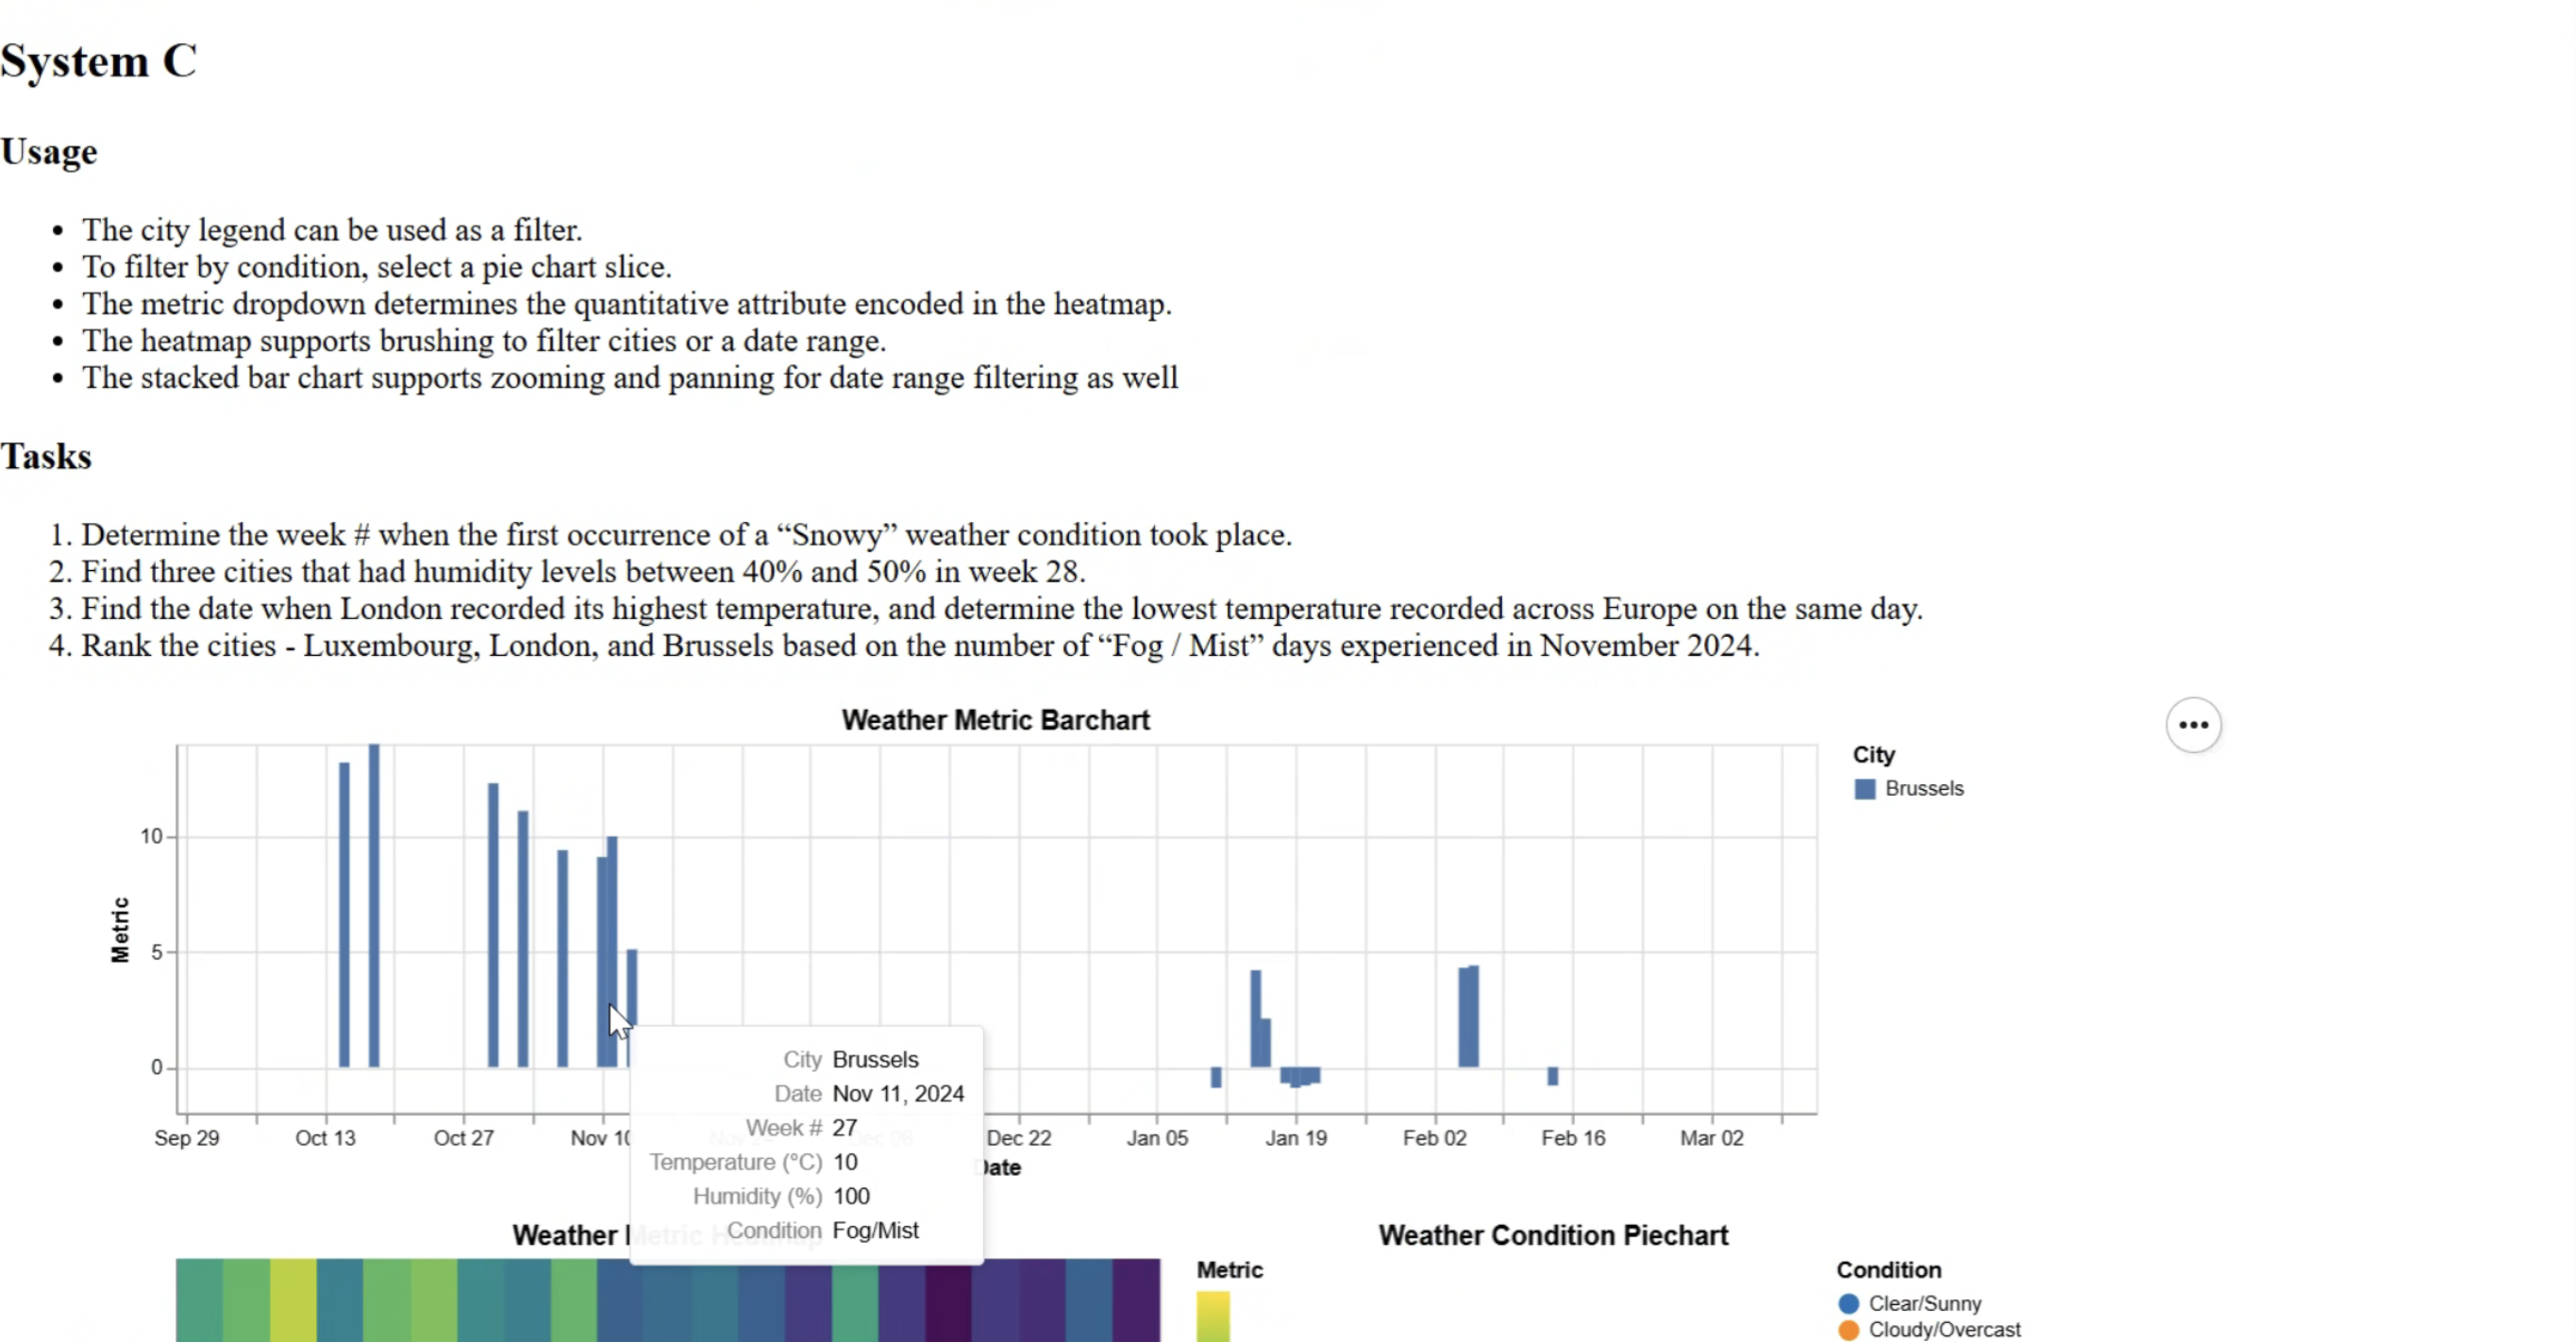 System C
Usage
• The city legend can be used as a filter.
• To filter by condition, select a pie chart slice.
• The metric dropdown determines the quantitative attribute encoded in the heatmap.
• The heatmap supports brushing to filter cities or a date range.
• The stacked bar chart supports zooming and panning for date range filtering as well
Tasks
1. Determine the week # when the first occurrence of a “Snowy” weather condition took place.
2. Find three cities that had humidity levels between 40% and 50% in week 28.
3. Find the date when London recorded its highest temperature, and determine the lowest temperature recorded across Europe on the same day.
4. Rank the cities - Luxembourg, London, and Brussels based on the number of “Fog / Mist” days experienced in November 2024.
Weather Metric Barchart
City
Brussels
Metric
10
5
0
City Brussels
Date Nov 11, 2024
Week # 27
Temperature (°C) 10
Humidity (%) 100
Condition Fog/Mist
Sep 29 Oct 13 Oct 27 Nov 10 Dec 22 Jan 05 Jan 19 Feb 02 Feb 16 Mar 02
Date
Weather Metric Heatmap
Weather Condition Piechart
Metric
Condition
Clear/Sunny
Cloudy/Overcast